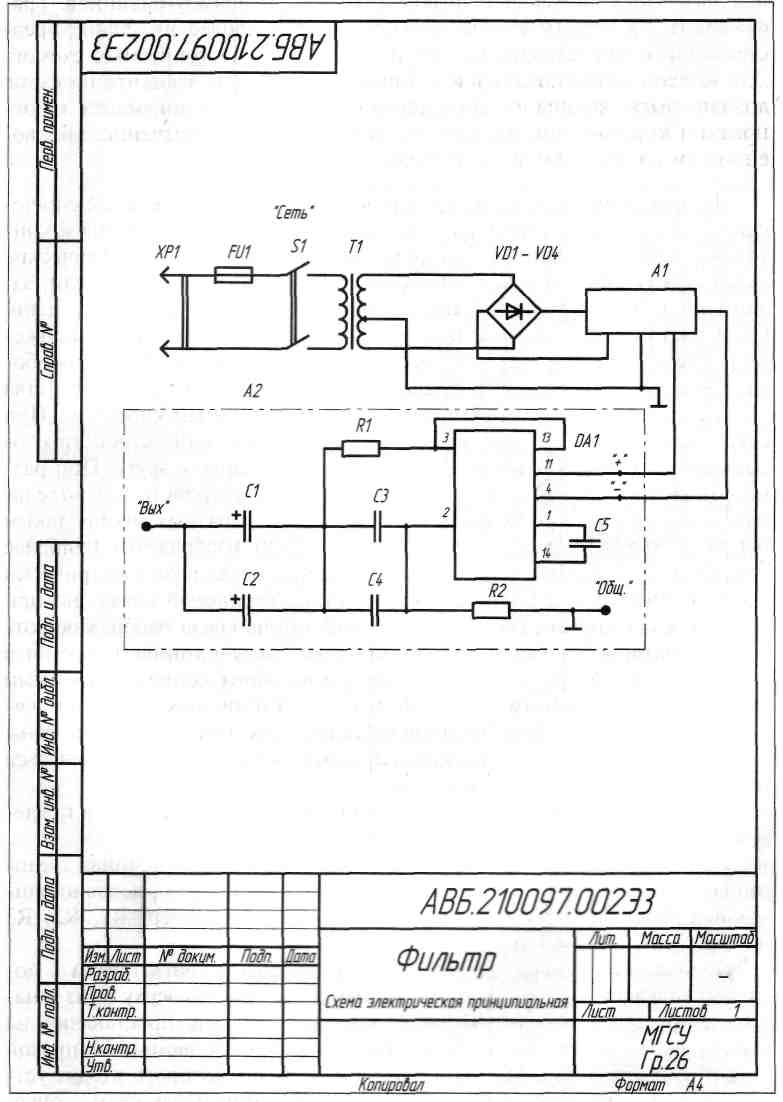 АВБ.210097.002Э3
Перв. примен.
Справ. №
Подп. и дата
Инв. № дубл.
Взам. инв. №
Подп. и дата
Инв. № подл.
"Сеть"
XP1
FU1
S1
T1
VD1 - VD4
A1
A2
R1
3
13
DA1
11
"+"
4
"-"
"Вых"
C1
+
C3
2
1
C5
14
C2
+
C4
R2
"Общ."
АВБ.210097.002Э3
Изм.
Лист
№ докум.
Подп.
Дата
Разраб.
Пров.
Т.контр.
Н.контр.
Утв.
Фильтр
Схема электрическая принципиальная
Лит.
Масса
Масштаб
–
Лист
Листов 1
МГСУ
Гр.26
Копировал
Формат А4